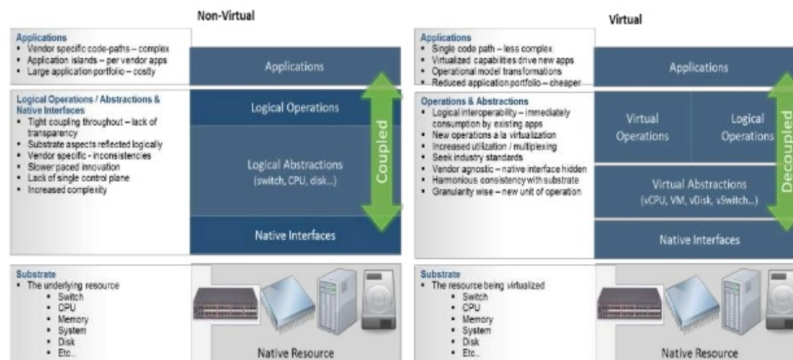 Non-Virtual
Applications
Vendor specific code-paths – complex
Application islands – per vendor apps
Large application portfolio – costly
Applications
Logical Operations / Abstractions &
Native Interfaces
Tight coupling throughout – lack of
transparency
Substrate aspects reflected logically
Vendor specific - inconsistencies
Slower paced innovation
Lack of single control plane
Increased complexity
Logical Operations
Logical Abstractions
(switch, CPU, disk...)
Native Interfaces
Coupled
Substrate
The underlying resource
Switch
CPU
Memory
System
Disk
Etc..
Native Resource
Virtual
Applications
Single code path – less complex
Virtualized capabilities drive new apps
Operational model transformations
Reduced application portfolio – cheaper
Applications
Operations & Abstractions
Logical interoperability – immediately
consumption by existing apps
New operations a la virtualization
Increased utilization / multiplexing
Seek industry standards
Vendor agnostic – native interface hidden
Harmonious consistency with substrate
Granularity wise – new unit of operation
Virtual
Operations
Logical
Operations
Virtual Abstractions
(vCPU, VM, vDisk, vSwitch...)
Native Interfaces
Decoupled
Substrate
The resource being virtualized
Switch
CPU
Memory
System
Disk
Etc..
Native Resource